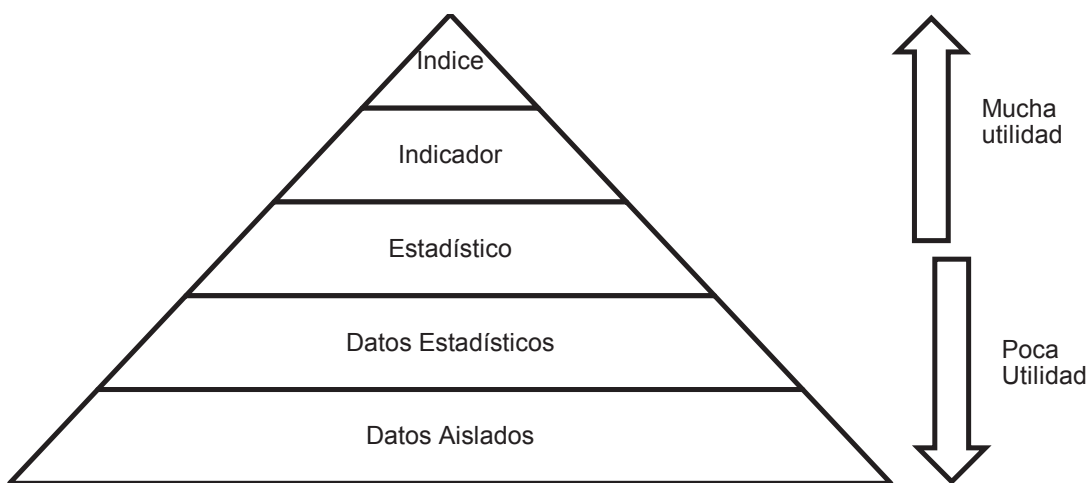 Indice
Indicador
Estadístico
Datos Estadísticos
Datos Aislados
Mucha
utilidad
Poca
Utilidad